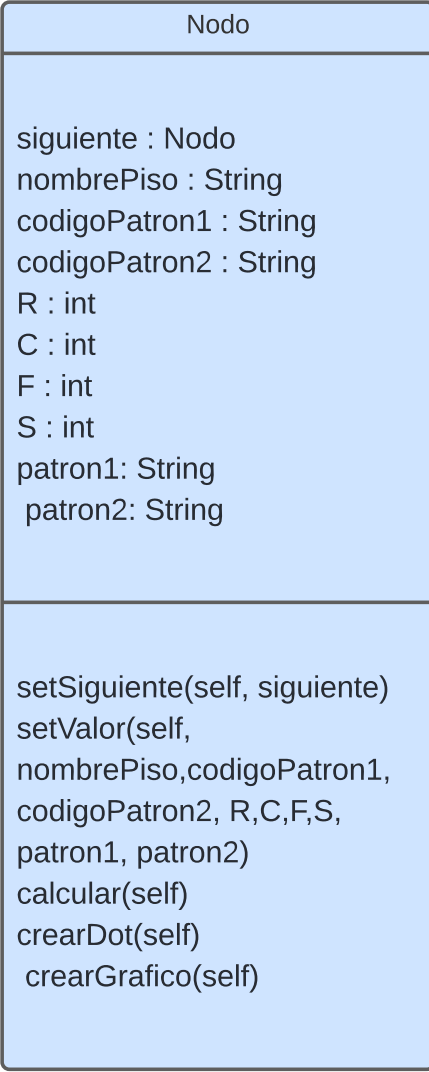 Nodo
siguiente : Nodo
nombrePiso : String
codigoPatron1 : String
codigoPatron2 : String
R : int
C : int
F : int
S : int
patron1: String
patron2: String
setSiguiente(self, siguiente)
setValor(self,
nombrePiso,codigoPatron1,
codigoPatron2, R,C,F,S,
patron1, patron2)
calcular(self)
crearDot(self)
crearGrafico(self)